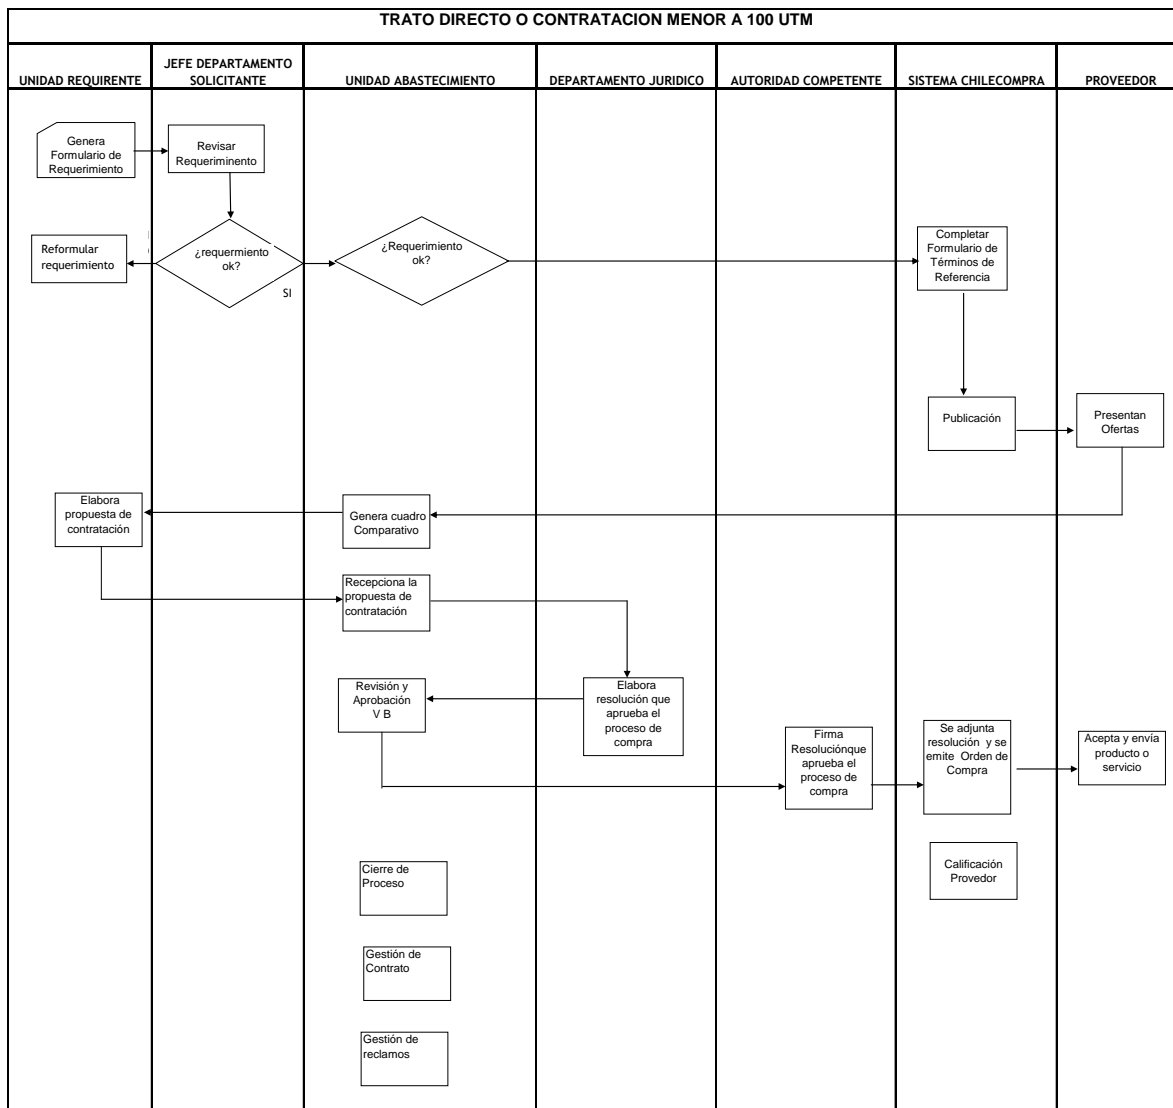 TRATO DIRECTO O CONTRATACION MENOR A 100 UTM
UNIDAD REQUIRENTE
JEFE DEPARTAMENTO
SOLICITANTE
UNIDAD ABASTECIMIENTO
DEPARTAMENTO JURIDICO
AUTORIDAD COMPETENTE
SISTEMA CHILECOMPRA
PROVEEDOR
Genera
Formulario de
Requerimiento
Revisar
Requeriminento
Reformular
requerimiento
¿requermiento
ok?
SI
¿Requerimiento
ok?
Completar
Formulario de
Términos de
Referencia
Publicación
Presentan
Ofertas
Elabora
propuesta de
contratación
Genera cuadro
Comparativo
Recepciona la
propuesta de
contratación
Revisión y
Aprobación
V B
Elabora
resolución que
aprueba el
proceso de
compra
Firma
Resoluciónque
aprueba el
proceso de
compra
Se adjunta
resolución y se
emite Orden de
Compra
Acepta y envía
producto o
servicio
Cierre de
Proceso
Calificación
Provedor
Gestión de
Contrato
Gestión de
reclamos